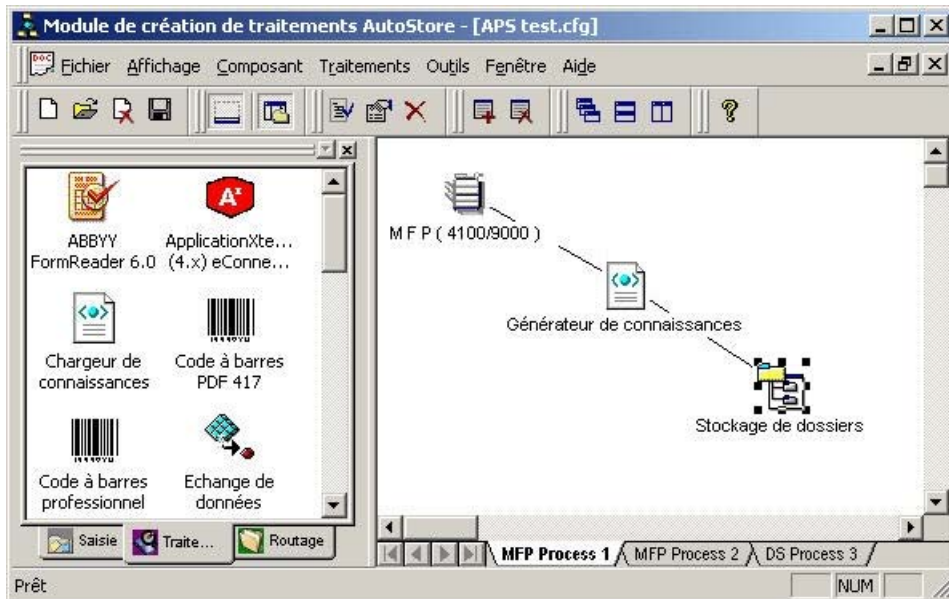 Module de création de traitements AutoStore - [APS test.cfg]
Fichier Affichage Composant Traitements Outils Fenêtre Aide
ABBYY
FormReader 6.0
ApplicationXte...
(4.x) eConne...
Chargeur de
connaissances
Code à barres
PDF 417
Code à barres
professionnel
Echange de
données
Saisie Traite... Routage
M F P ( 4100/9000 )
Générateur de connaissances
Stockage de dossiers
MFP Process 1 MFP Process 2 DS Process 3
Prêt
NUM